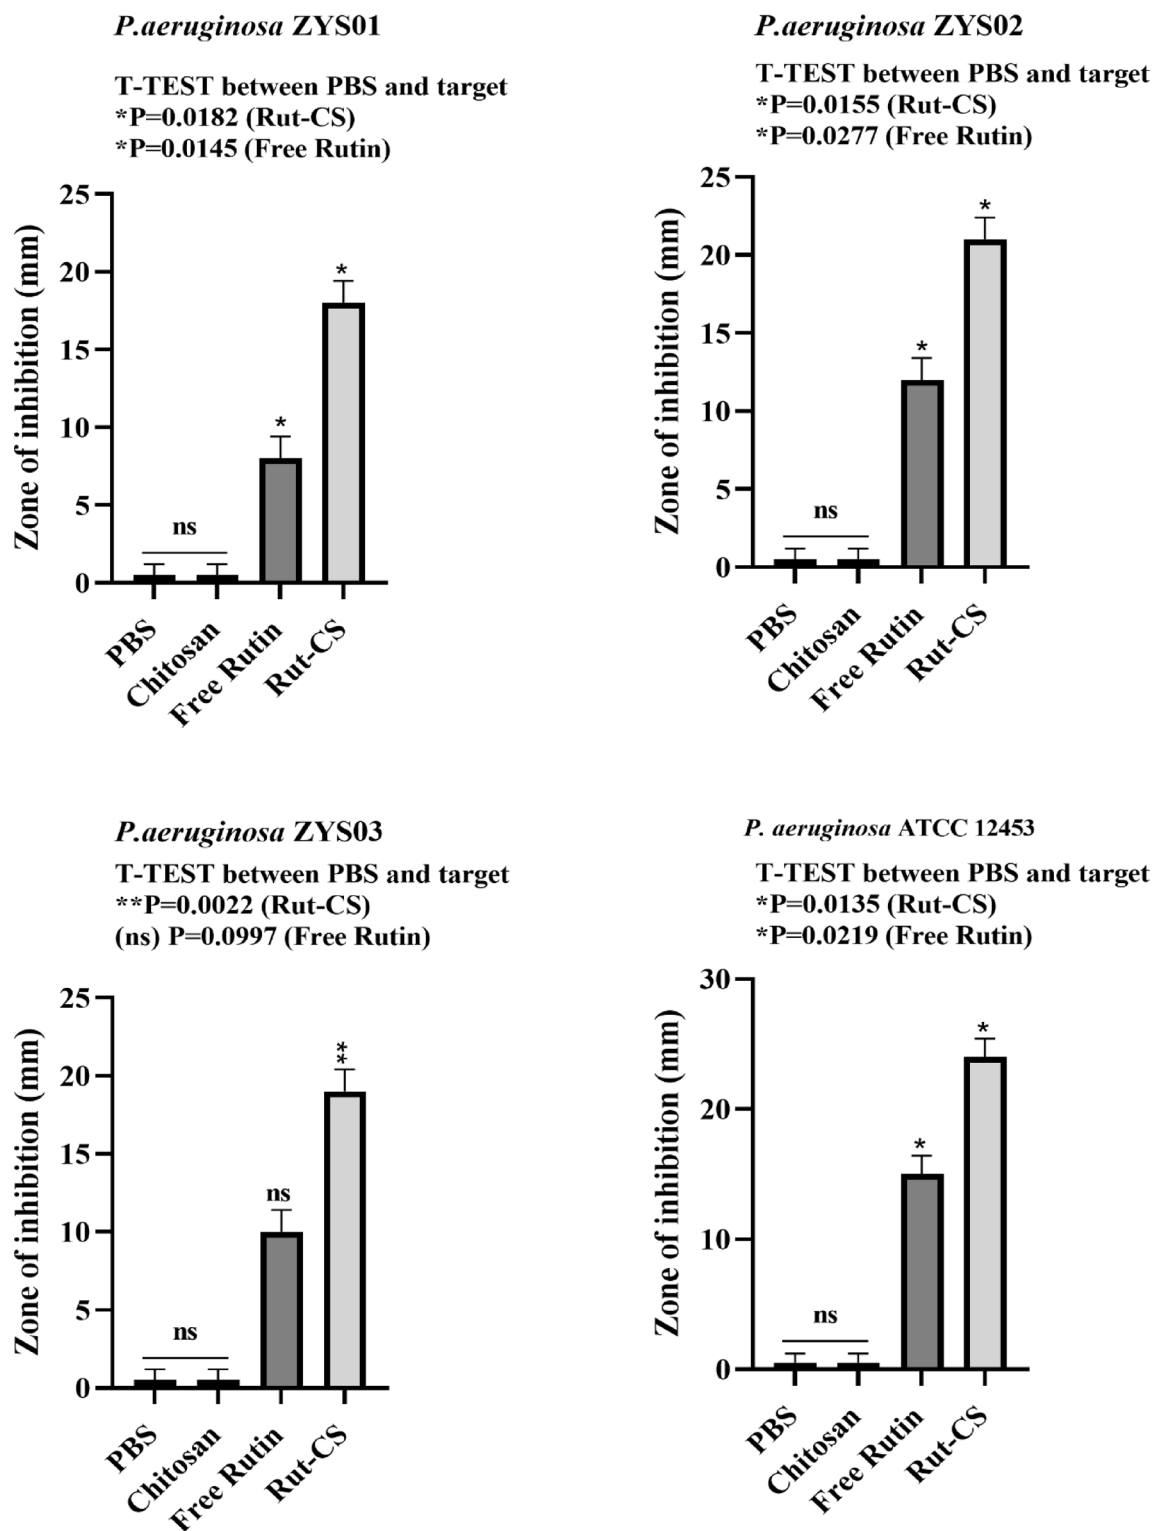 P.aeruginosa ZYS01
T-TEST between PBS and target
*P=0.0182 (Rut-CS)
*P=0.0145 (Free Rutin)
Zone of inhibition (mm)
25
20
15
10
5
0
*
*
ns
PBS
Chitosan
Free Rutin
Rut-CS
P.aeruginosa ZYS02
T-TEST between PBS and target
*P=0.0155 (Rut-CS)
*P=0.0277 (Free Rutin)
Zone of inhibition (mm)
25
20
15
10
5
0
*
*
ns
PBS
Chitosan
Free Rutin
Rut-CS
P.aeruginosa ZYS03
T-TEST between PBS and target
**P=0.0022 (Rut-CS)
(ns) P=0.0997 (Free Rutin)
Zone of inhibition (mm)
25
20
15
10
5
0
**
ns
ns
PBS
Chitosan
Free Rutin
Rut-CS
P. aeruginosa ATCC 12453
T-TEST between PBS and target
*P=0.0135 (Rut-CS)
*P=0.0219 (Free Rutin)
Zone of inhibition (mm)
30
20
10
0
*
*
ns
PBS
Chitosan
Free Rutin
Rut-CS